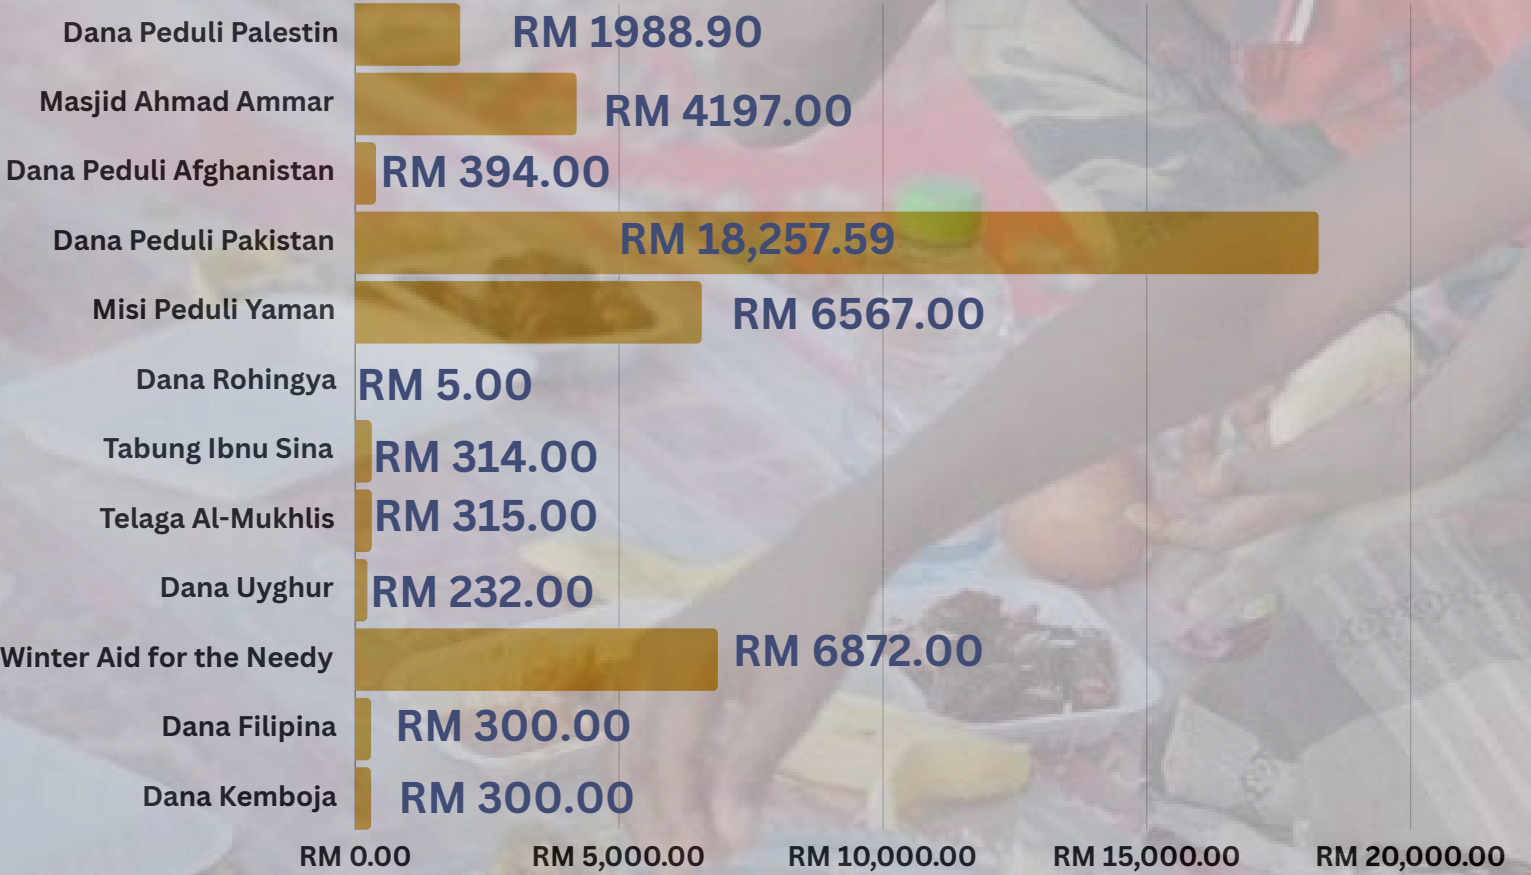 Dana Peduli Palestin RM 1988.90
Masjid Ahmad Ammar RM 4197.00
Dana Peduli Afghanistan RM 394.00
Dana Peduli Pakistan RM 18,257.59
Misi Peduli Yaman RM 6567.00
Dana Rohingya RM 5.00
Tabung Ibnu Sina RM 314.00
Telaga Al-Mukhlis RM 315.00
Dana Uyghur RM 232.00
Winter Aid for the Needy RM 6872.00
Dana Filipina RM 300.00
Dana Kemboja RM 300.00
RM 0.00 RM 5,000.00 RM 10,000.00 RM 15,000.00 RM 20,000.00